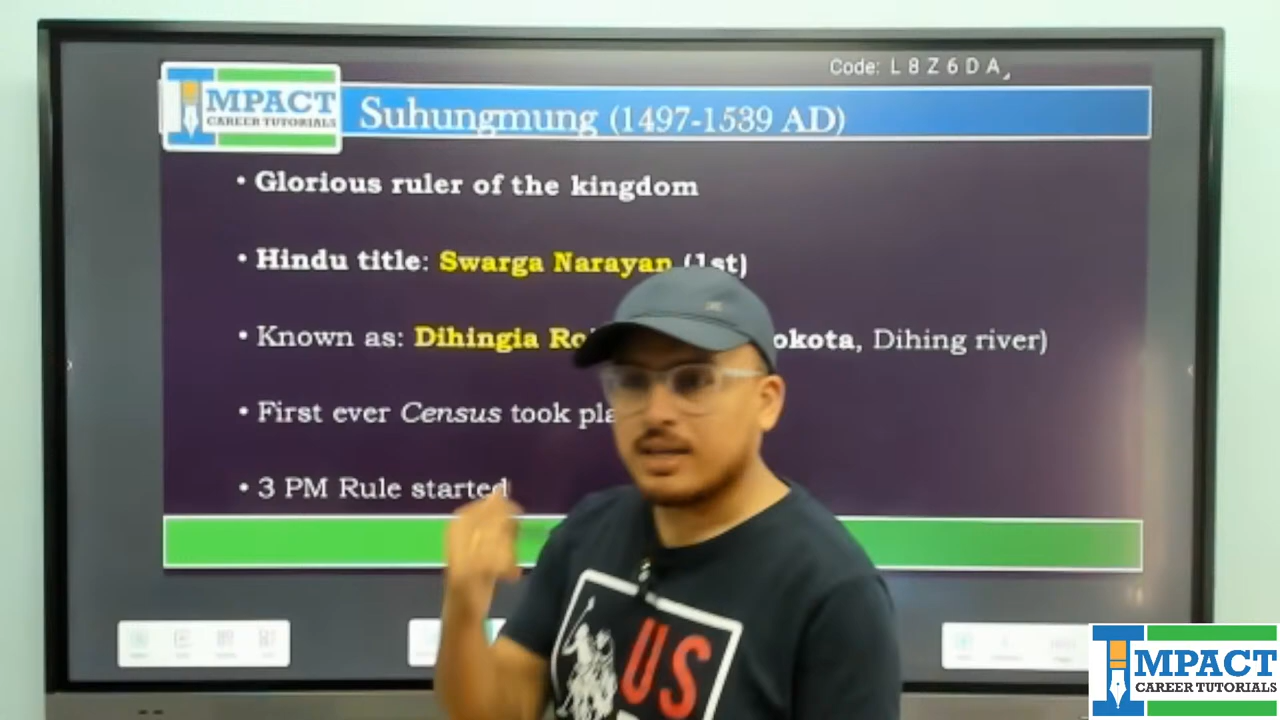 Code: L 8 Z 6 D A
IMPACT
CAREER TUTORIALS
Suhungmung (1497-1539 AD)
• Glorious ruler of the kingdom
• Hindu title: Swarga Narayan (1st)
• Known as: Dihingia Ro okota, Dihing river)
• First ever Census took pla
• 3 PM Rule started
US
IMPACT
CAREER TUTORIALS